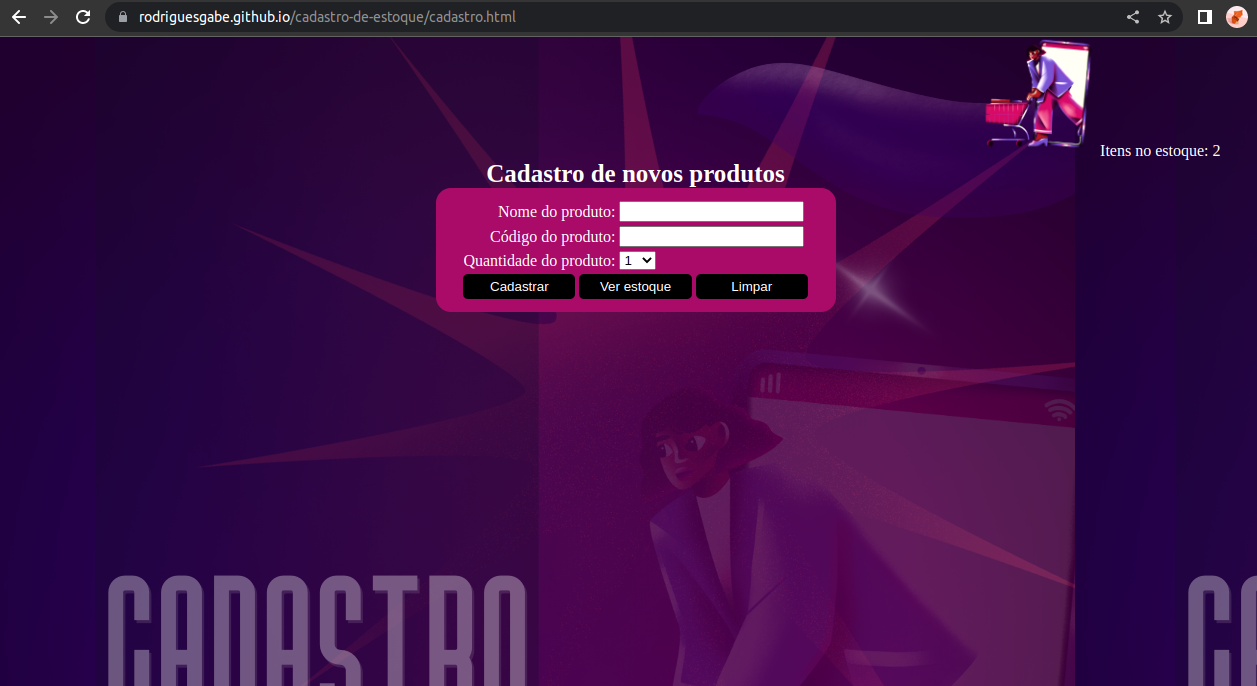 rodriguesgabe.github.io/cadastro-de-estoque/cadastro.html
Itens no estoque: 2
Cadastro de novos produtos
Nome do produto:
Código do produto:
Quantidade do produto: 1
Cadastrar Ver estoque Limpar
CADASTRO CA